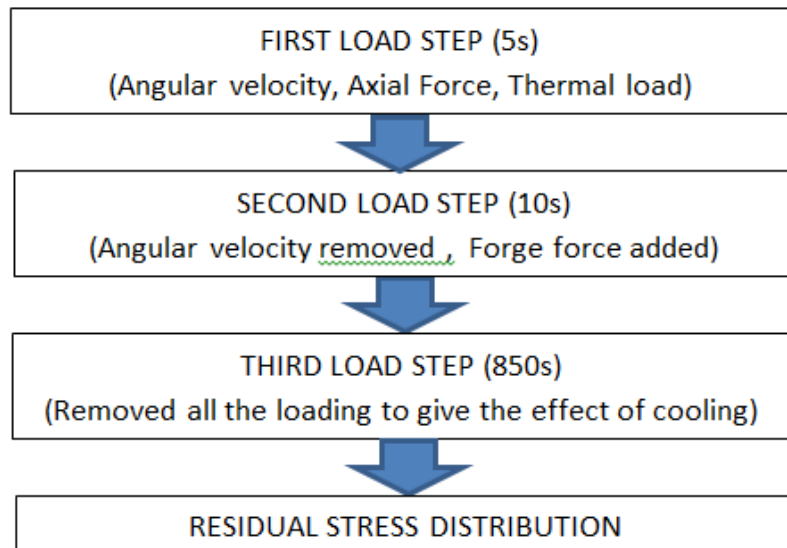 FIRST LOAD STEP (5s)
(Angular velocity, Axial Force, Thermal load)
SECOND LOAD STEP (10s)
(Angular velocity removed , Forge force added)
THIRD LOAD STEP (850s)
(Removed all the loading to give the effect of cooling)
RESIDUAL STRESS DISTRIBUTION